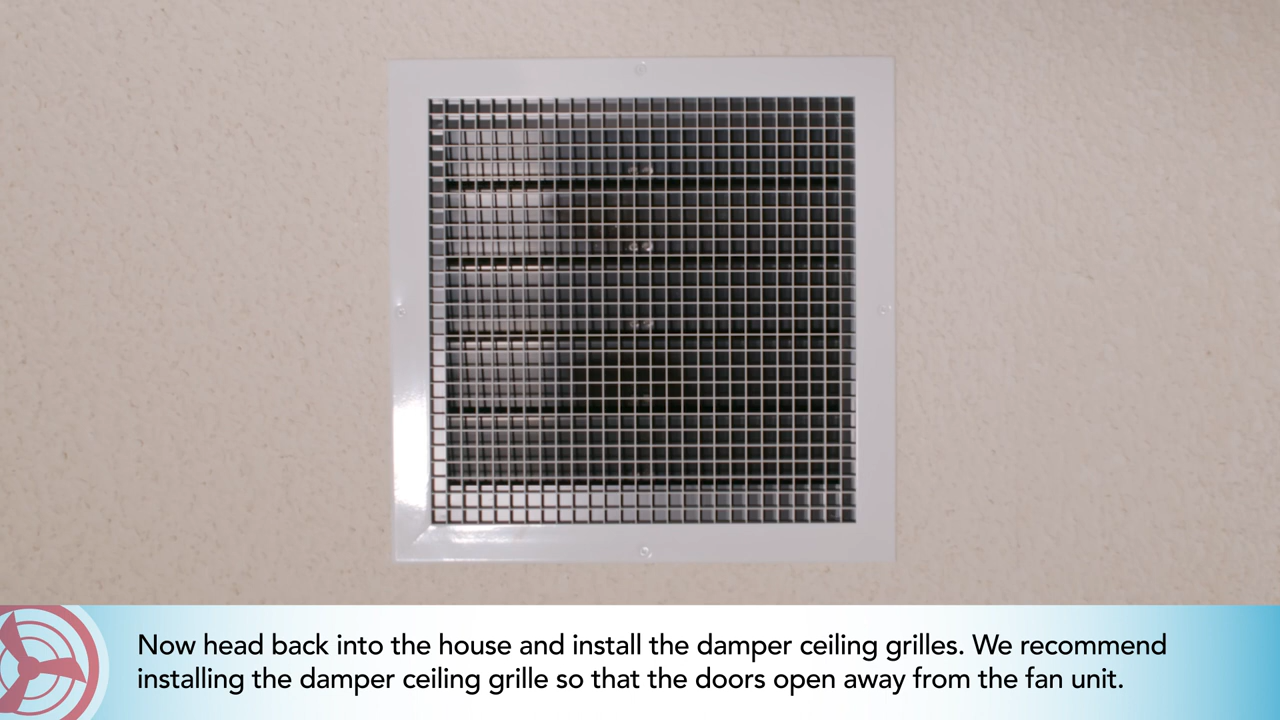 Now head back into the house and install the damper ceiling grilles. We recommend
installing the damper ceiling grille so that the doors open away from the fan unit.